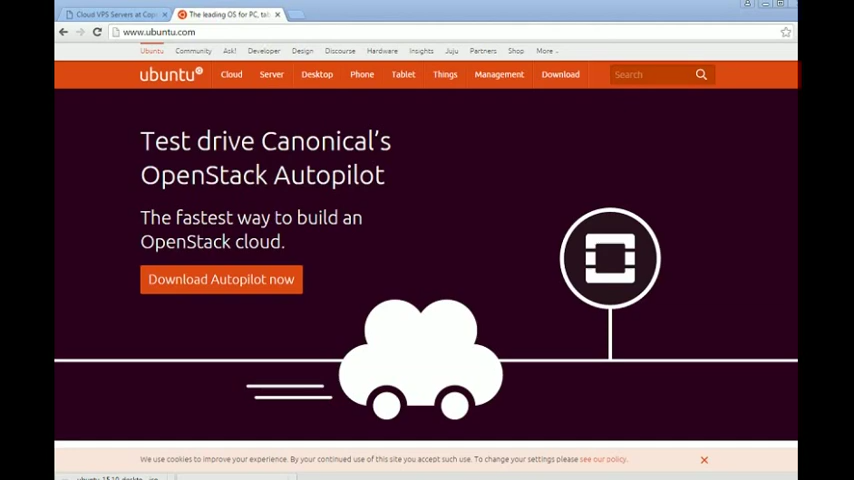 Cloud VPS Servers at Cop
The leading OS for PC, tab
www.ubuntu.com
Ubuntu Community Ask! Developer Design Discourse Hardware Insights Juju Partners Shop More
ubuntu Cloud Server Desktop Phone Tablet Things Management Download Search
Test drive Canonical’s
OpenStack Autopilot
The fastest way to build an
OpenStack cloud.
Download Autopilot now
We use cookies to improve your experience. By your continued use of this site you accept such use. To change your settings please see our policy.